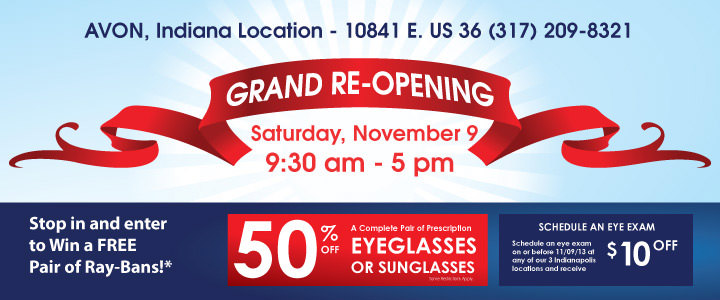 AVON, Indiana Location - 10841 E. US 36 (317) 209-8321
GRAND RE-OPENING
Saturday, November 9
9:30 am - 5 pm
Stop in and enter
to Win a FREE
Pair of Ray-Bans!*
50% OFF
A Complete Pair of Prescription
EYEGLASSES
OR SUNGLASSES
Some Restrictions Apply.
SCHEDULE AN EYE EXAM
Schedule an eye exam
on or before 11/09/13 at
any of our 3 Indianapolis
locations and receive
$10 OFF